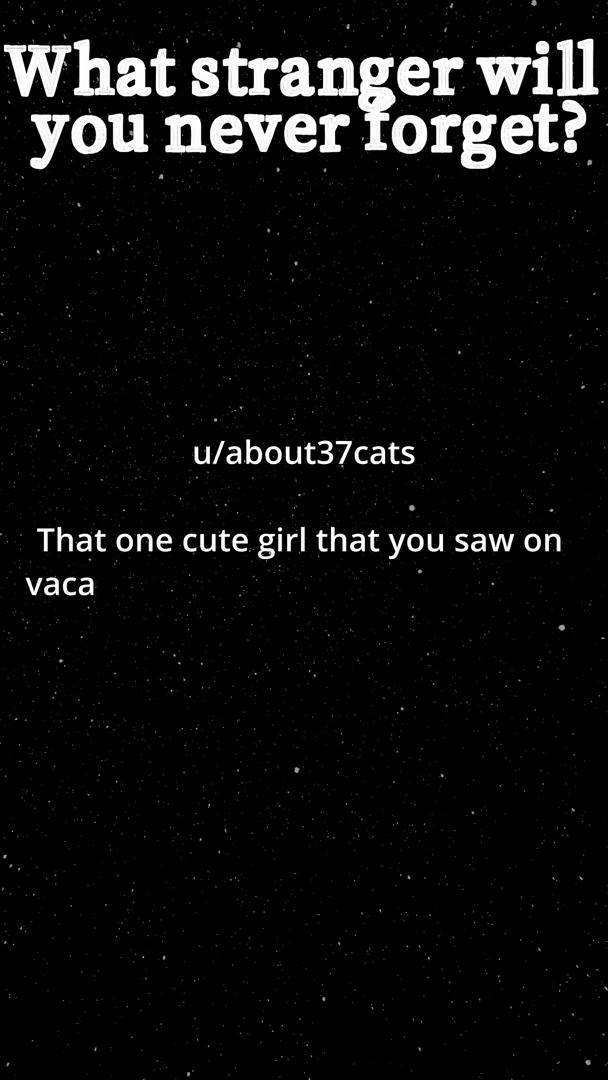 What stranger will
you never forget?
u/about37cats
That one cute girl that you saw on
vaca